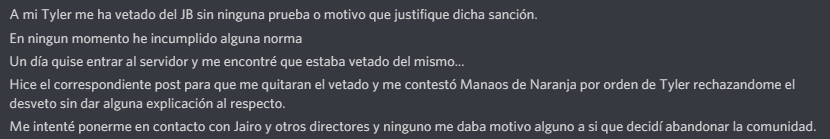 A mi Tyler me ha vetado del JB sin ninguna prueba o motivo que justifique dicha sanción.
En ningun momento he incumplido alguna norma
Un día quise entrar al servidor y me encontré que estaba vetado del mismo...
Hice el correspondiente post para que me quitaran el vetado y me contestó Manaos de Naranja por orden de Tyler rechazandome el
desveto sin dar alguna explicación al respecto.
Me intenté ponerme en contacto con Jairo y otros directores y ninguno me daba motivo alguno a si que decidí abandonar la comunidad.